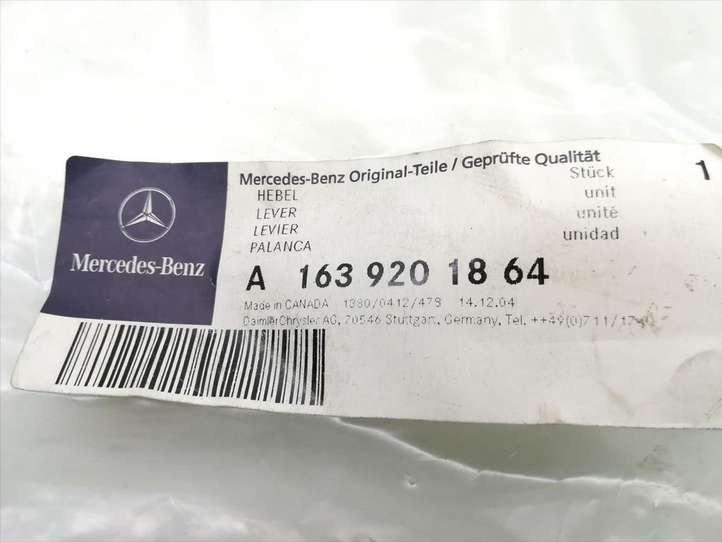 Mercedes-Benz
Mercedes-Benz Original-Teile / Geprüfte Qualität
HEBEL
LEVER
LEVIER
PALANCA
Stück
unit
unité
unidad
1
A 163 920 18 64
Made in CANADA 1380/0412/478 14.12.04
DaimlerChrysler AG, 70546 Stuttgart, Germany, Tel. ++49(0)711/17-0